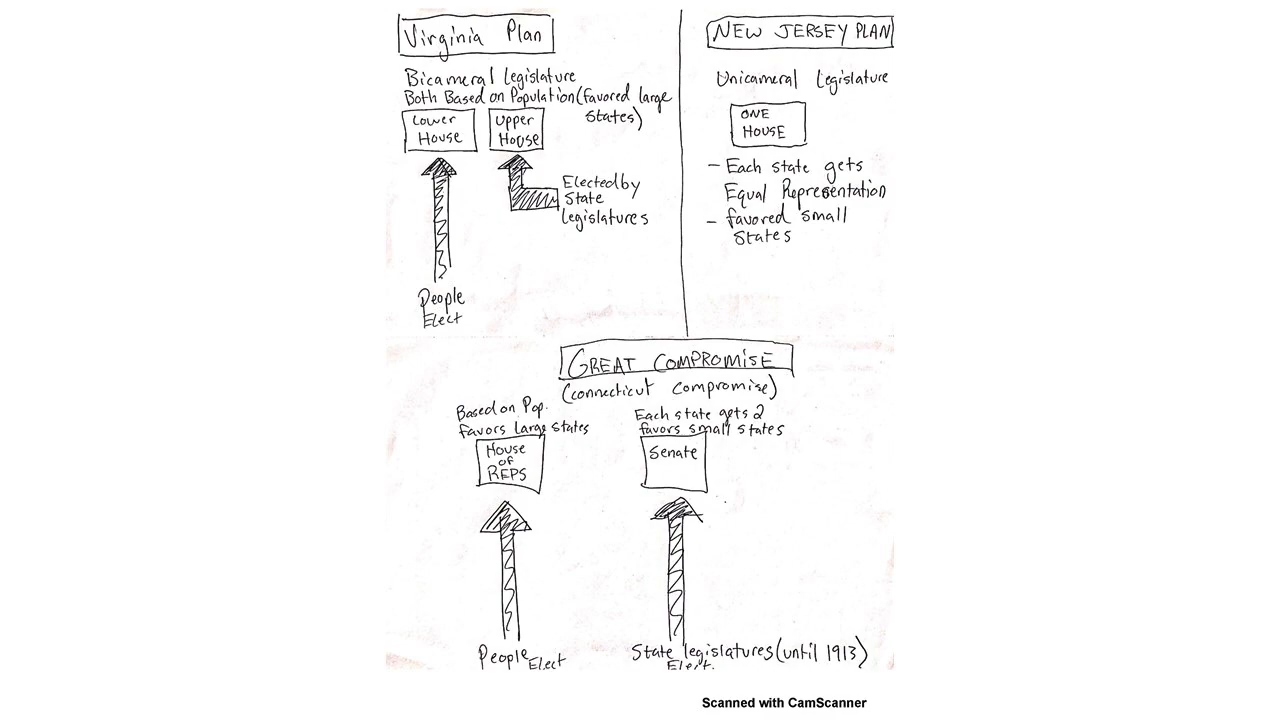 Virginia Plan
Bicameral Legislature
Both Based on Population (favored large
States)
Lower
House
Upper
House
Elected by
State
Legislatures
People
Elect
NEW JERSEY PLAN
Unicameral Legislature
ONE
HOUSE
- Each state gets
Equal Representation
- favored small
States
GREAT COMPROMISE
(connecticut compromise)
Based on Pop.
favors large states
House
of
REPS
People Elect
Each state gets 2
favors small states
Senate
State legislatures (until 1913)
Elect.
Scanned with CamScanner